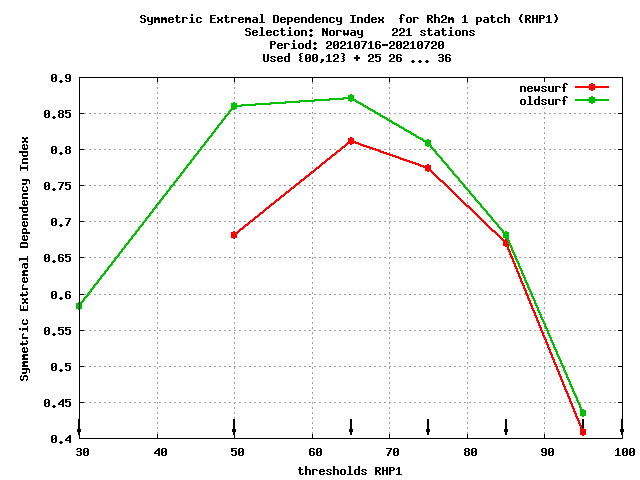 Symmetric Extremal Dependency Index  for Rh2m 1 patch (RHP1)
Selection: Norway    221 stations
Period: 20210716-20210720
Used {00,12} + 25 26 ... 36
newsurf
oldsurf
Symmetric Extremal Dependency Index
0.9
0.85
0.8
0.75
0.7
0.65
0.6
0.55
0.5
0.45
0.4
30 40 50 60 70 80 90 100
thresholds RHP1